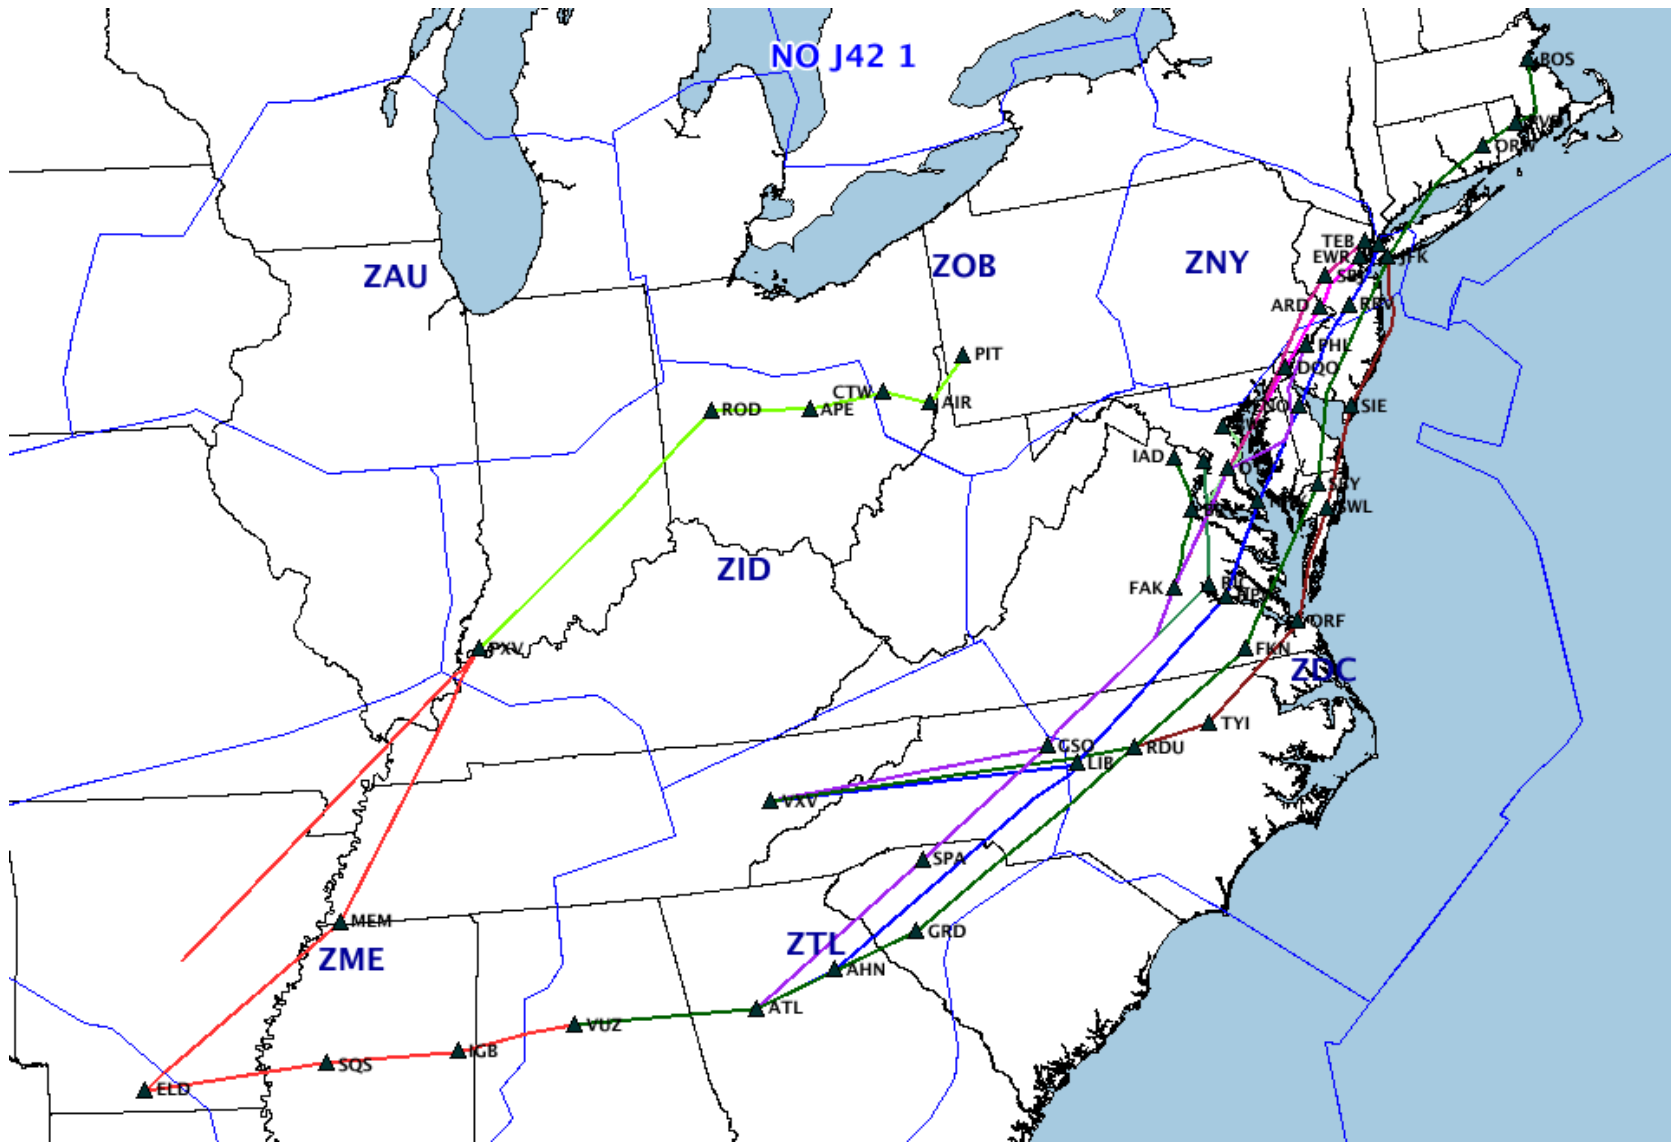 NO J42 1
BOS
ORW
TEB
ZNY
ZOB
EWR
JFK
ZAU
ARD
PHL
PIT
DQO
CTW
ROD
APE
AIR
SIE
IAD
SWL
ZID
FAK
ORF
PXV
FKN
ZDC
TYI
GSO
RDU
LIB
VXV
SPA
MEM
GRD
ZTL
ZME
AHN
ATL
VUZ
IGB
SQS
ELD